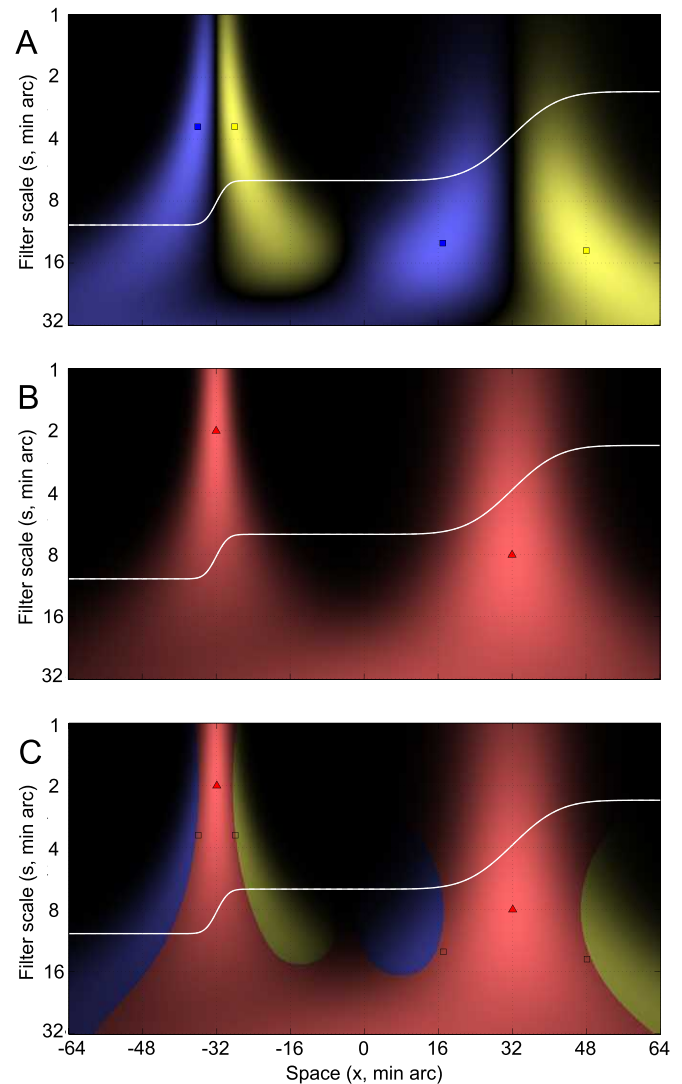 A
Filter scale (s, min arc)
1
2
4
8
16
32
B
Filter scale (s, min arc)
1
2
4
8
16
32
C
Filter scale (s, min arc)
1
2
4
8
16
32
-64 -48 -32 -16 0 16 32 48 64
Space (x, min arc)